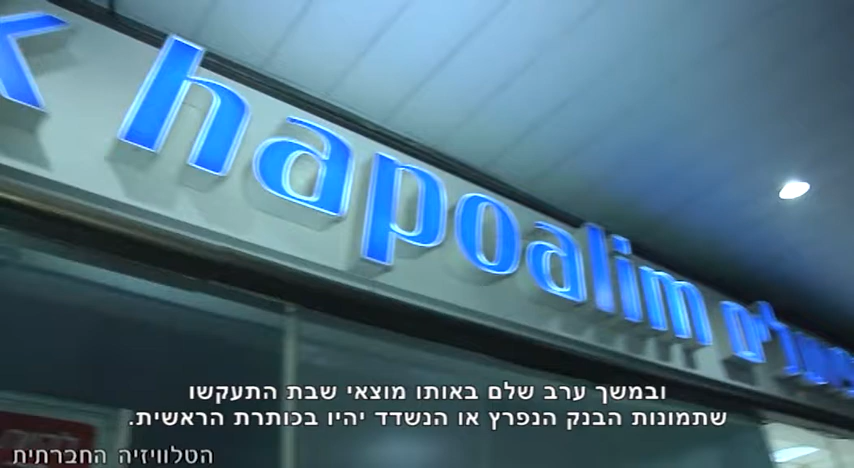 k hapoalim
ובמשך ערב שלם באותו מוצאי שבת התעקשו
שתמונות הבנק הנפרץ או הנשדד יהיו בכותרת הראשית.
הטלוויזיה החברתית